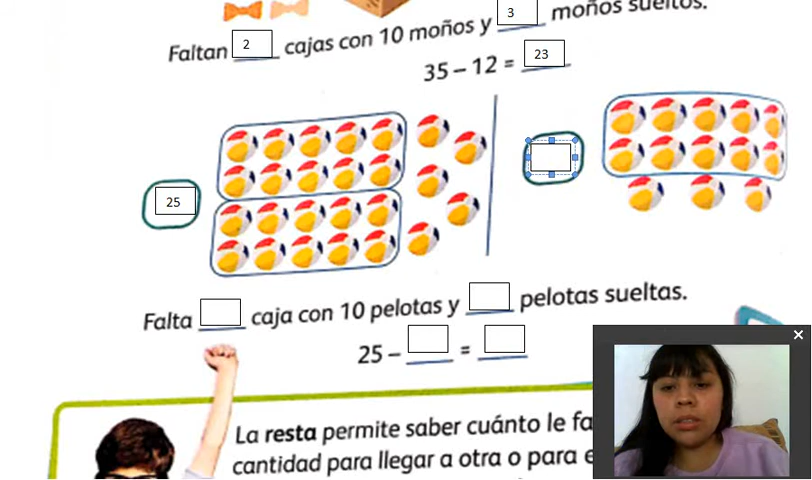 Faltan 2 cajas con 10 moños y 3 moños sueltos.
35 – 12 = 23
25
Falta caja con 10 pelotas y pelotas sueltas.
25 – =
La resta permite saber cuánto le fa
cantidad para llegar a otra o para e